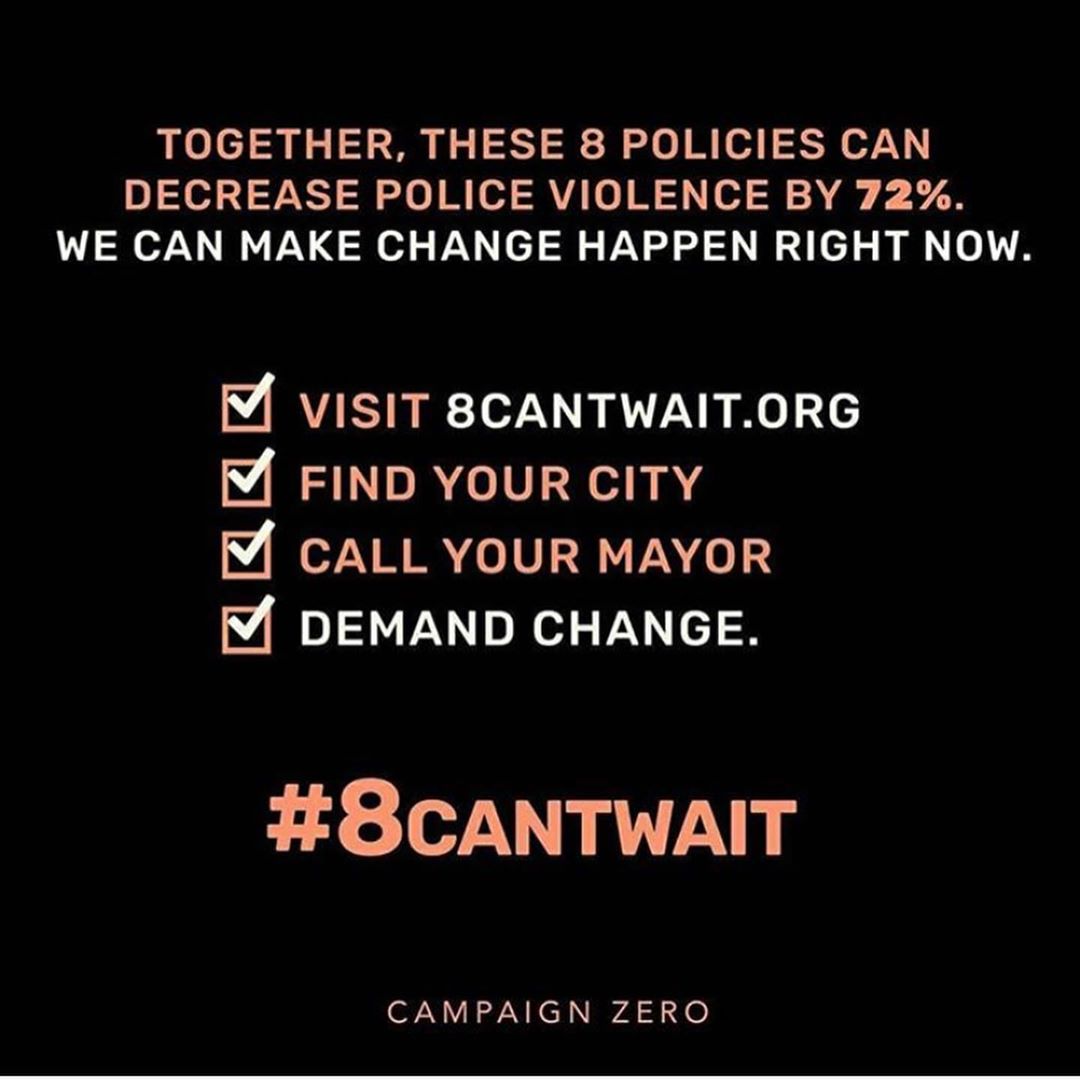 TOGETHER, THESE 8 POLICIES CAN
DECREASE POLICE VIOLENCE BY 72%.
WE CAN MAKE CHANGE HAPPEN RIGHT NOW.
VISIT 8CANTWAIT.ORG
FIND YOUR CITY
CALL YOUR MAYOR
DEMAND CHANGE.
#8CANTWAIT
CAMPAIGN ZERO